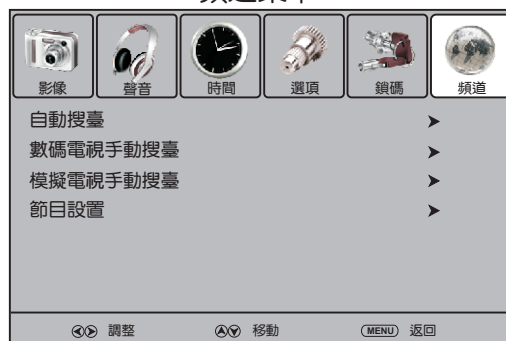 影像 聲音 時間 選項 鎖碼 頻道
自動搜臺
數碼電視手動搜臺
模擬電視手動搜臺
節目設置
調整 移動 MENU 返回